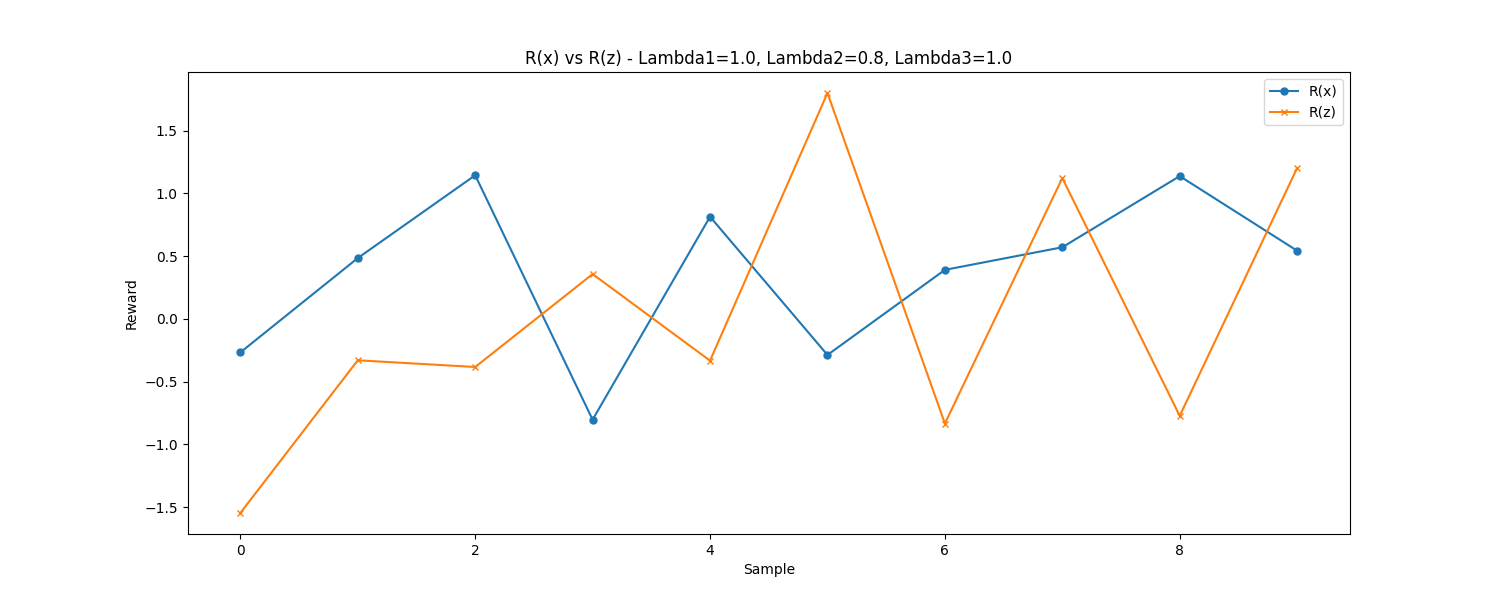 R(x) vs R(z) - Lambda1=1.0, Lambda2=0.8, Lambda3=1.0
R(x)
R(z)
1.5
1.0
0.5
0.0
−0.5
−1.0
−1.5
Reward
0 2 4 6 8
Sample